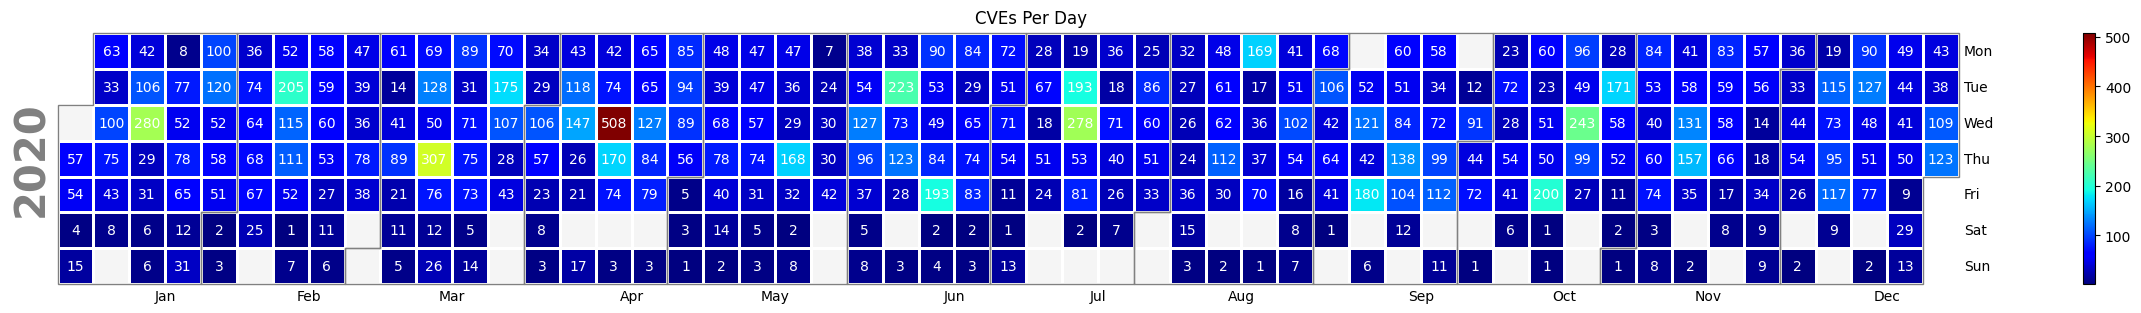 CVEs Per Day
2020
63 42 8 100 36 52 58 47 61 69 89 70 34 43 42 65 85 48 47 47 7 38 33 90 84 72 28 19 36 25 32 48 169 41 68 60 58 23 60 96 28 84 41 83 57 36 19 90 49 43 Mon
33 106 77 120 74 205 59 39 14 128 31 175 29 118 74 65 94 39 47 36 24 54 223 53 29 51 67 193 18 86 27 61 17 51 106 52 51 34 12 72 23 49 171 53 58 59 56 33 115 127 44 38 Tue
100 280 52 52 64 115 60 36 41 50 71 107 106 147 508 127 89 68 57 29 30 127 73 49 65 71 18 278 71 60 26 62 36 102 42 121 84 72 91 28 51 243 58 40 131 58 14 44 73 48 41 109 Wed
57 75 29 78 58 68 111 53 78 89 307 75 28 57 26 170 84 56 78 74 168 30 96 123 84 74 54 51 53 40 51 24 112 37 54 64 42 138 99 44 54 50 99 52 60 157 66 18 54 95 51 50 123 Thu
54 43 31 65 51 67 52 27 38 21 76 73 43 23 21 74 79 5 40 31 32 42 37 28 193 83 11 24 81 26 33 36 30 70 16 41 180 104 112 72 41 200 27 11 74 35 17 34 26 117 77 9 Fri
4 8 6 12 2 25 1 11 11 12 5 8 3 14 5 2 5 2 2 1 2 7 15 8 1 12 6 1 2 3 8 9 9 29 Sat
15 6 31 3 7 6 5 26 14 3 17 3 3 1 2 3 8 8 3 4 3 13 3 2 1 7 6 11 1 1 1 8 2 9 2 2 13 Sun
Jan Feb Mar Apr May Jun Jul Aug Sep Oct Nov Dec
500
400
300
200
100